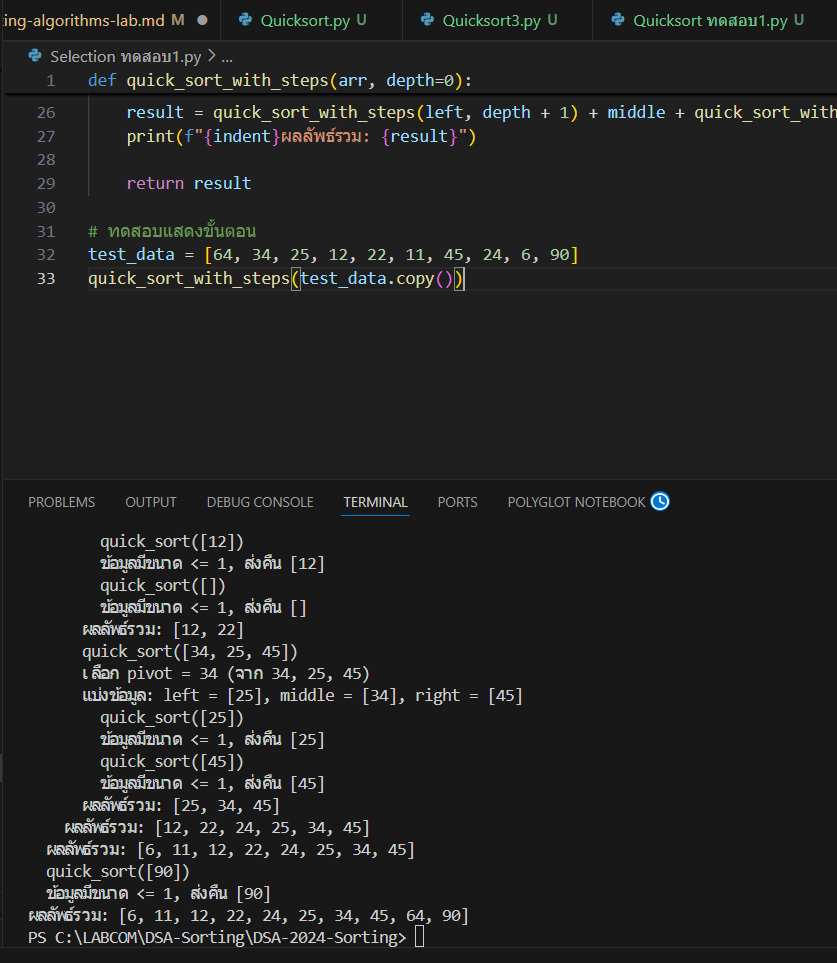 ing-algorithms-lab.md M Quicksort.py U Quicksort3.py U Quicksort ทดสอบ1.py U
Selection ทดสอบ1.py > ...
1 def quick_sort_with_steps(arr, depth=0):
26 result = quick_sort_with_steps(left, depth + 1) + middle + quick_sort_with
27 print(f"{indent}ผลลัพธ์รวม: {result}")
28
29 return result
30
31 # ทดสอบแสดงขั้นตอน
32 test_data = [64, 34, 25, 12, 22, 11, 45, 24, 6, 90]
33 quick_sort_with_steps(test_data.copy())
PROBLEMS OUTPUT DEBUG CONSOLE TERMINAL PORTS POLYGLOT NOTEBOOK
quick_sort([12])
ข้อมูลมีขนาด <= 1, ส่งคืน [12]
quick_sort([])
ข้อมูลมีขนาด <= 1, ส่งคืน []
ผลลัพธ์รวม: [12, 22]
quick_sort([34, 25, 45])
เลือก pivot = 34 (จาก 34, 25, 45)
แบ่งข้อมูล: left = [25], middle = [34], right = [45]
quick_sort([25])
ข้อมูลมีขนาด <= 1, ส่งคืน [25]
quick_sort([45])
ข้อมูลมีขนาด <= 1, ส่งคืน [45]
ผลลัพธ์รวม: [25, 34, 45]
ผลลัพธ์รวม: [12, 22, 24, 25, 34, 45]
ผลลัพธ์รวม: [6, 11, 12, 22, 24, 25, 34, 45]
quick_sort([90])
ข้อมูลมีขนาด <= 1, ส่งคืน [90]
ผลลัพธ์รวม: [6, 11, 12, 22, 24, 25, 34, 45, 64, 90]
PS C:\LABCOM\DSA-Sorting\DSA-2024-Sorting>